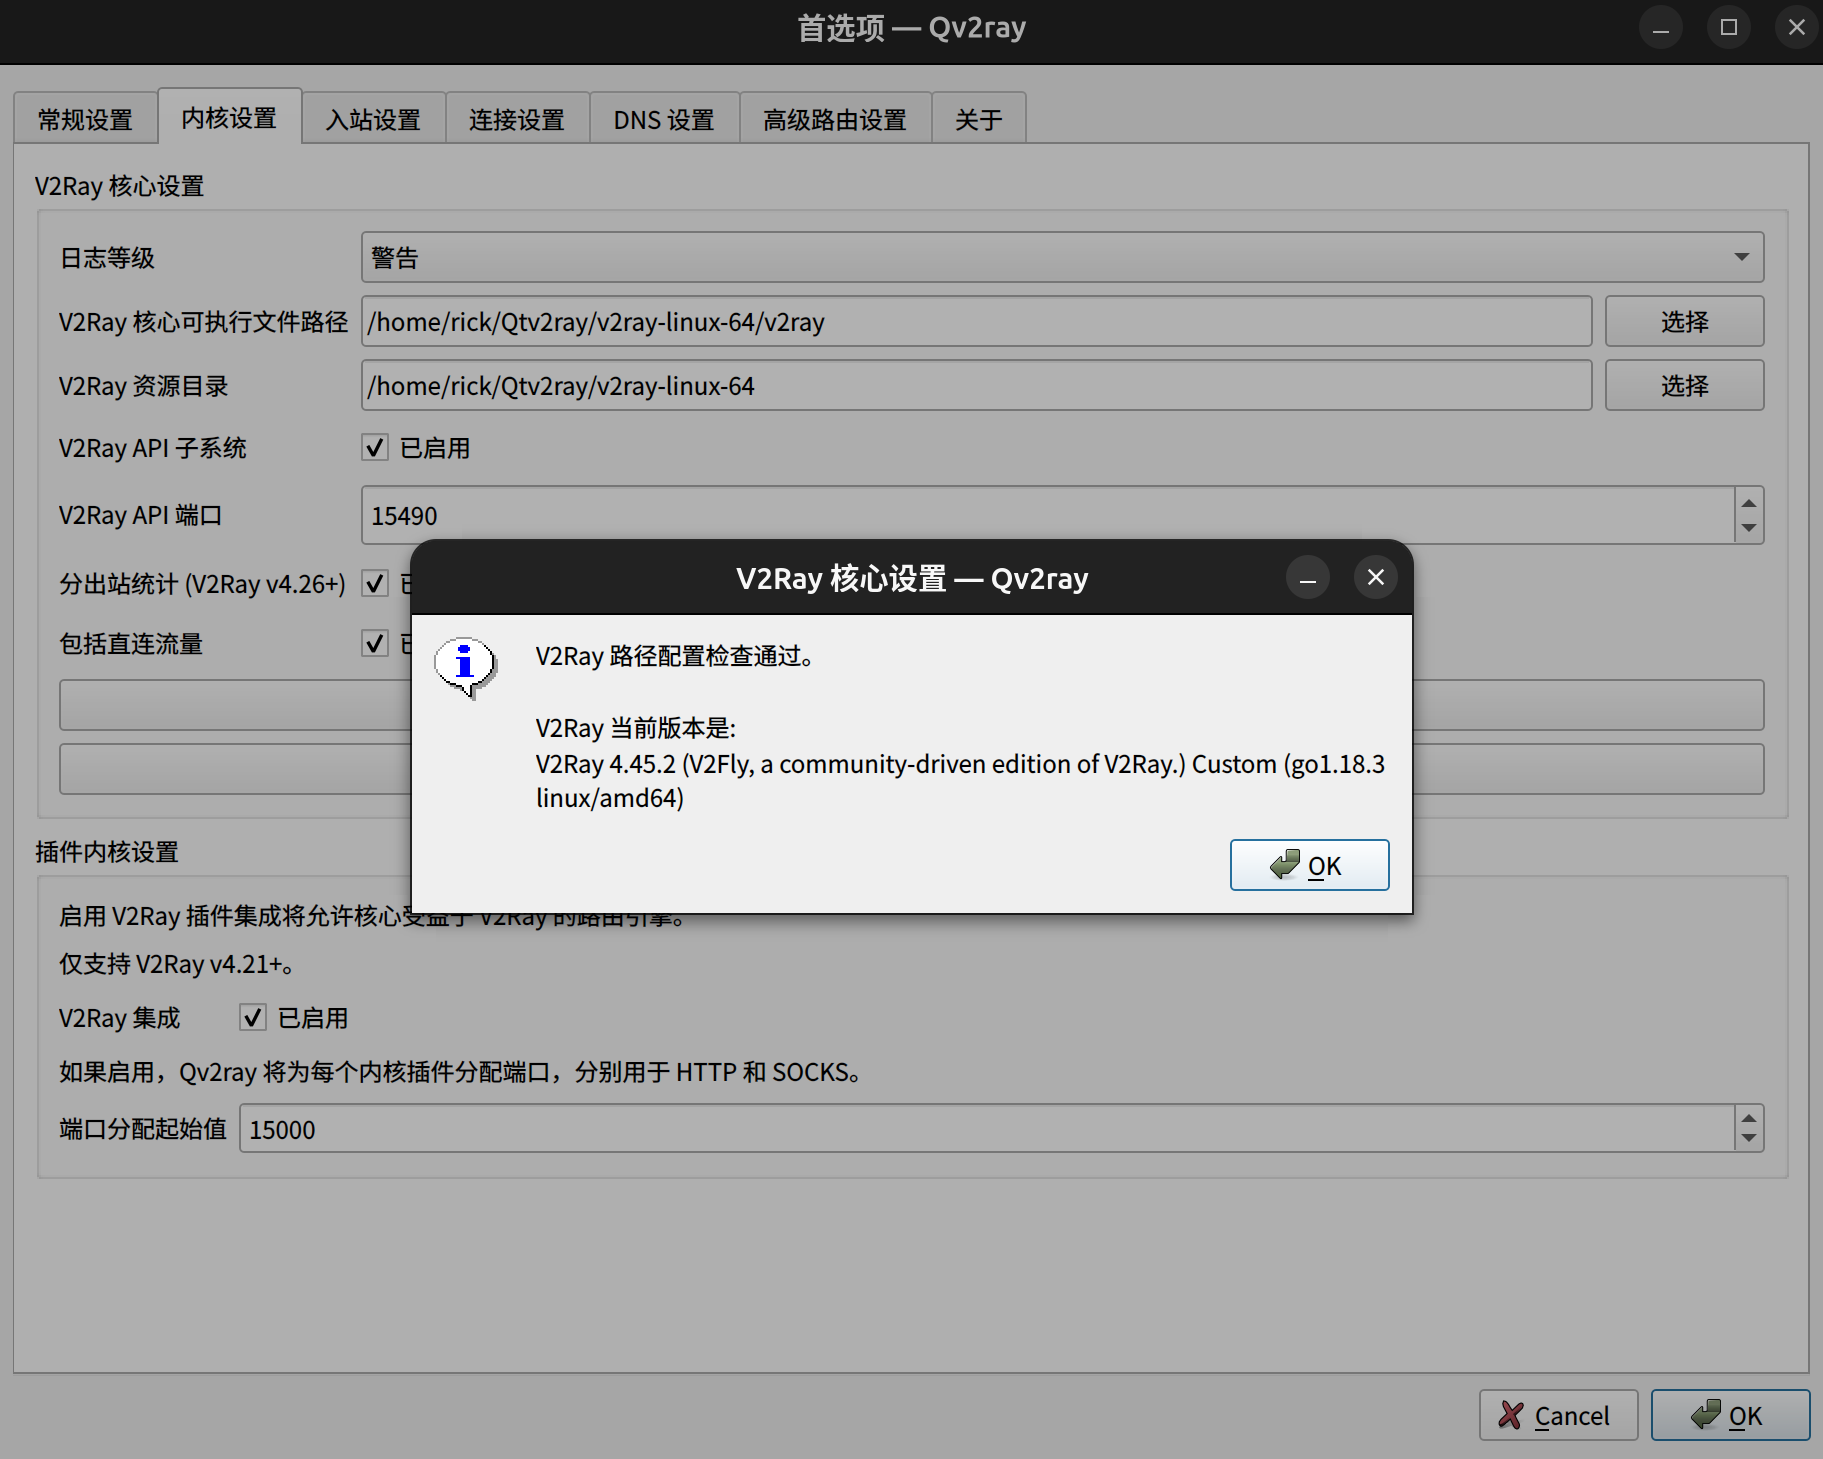 首选项 — Qv2ray
常规设置
内核设置
入站设置
连接设置
DNS 设置
高级路由设置
关于
V2Ray 核心设置
日志等级
警告
V2Ray 核心可执行文件路径
/home/rick/Qtv2ray/v2ray-linux-64/v2ray
选择
V2Ray 资源目录
/home/rick/Qtv2ray/v2ray-linux-64
选择
V2Ray API 子系统
已启用
V2Ray API 端口
15490
分出站统计 (V2Ray v4.26+)
包括直连流量
V2Ray 核心设置 — Qv2ray
V2Ray 路径配置检查通过。
V2Ray 当前版本是:
V2Ray 4.45.2 (V2Fly, a community-driven edition of V2Ray.) Custom (go1.18.3
linux/amd64)
OK
插件内核设置
启用 V2Ray 插件集成将允许核心受益于 V2Ray 的路由引擎。
仅支持 V2Ray v4.21+。
V2Ray 集成
已启用
如果启用，Qv2ray 将为每个内核插件分配端口，分别用于 HTTP 和 SOCKS。
端口分配起始值
15000
Cancel
OK